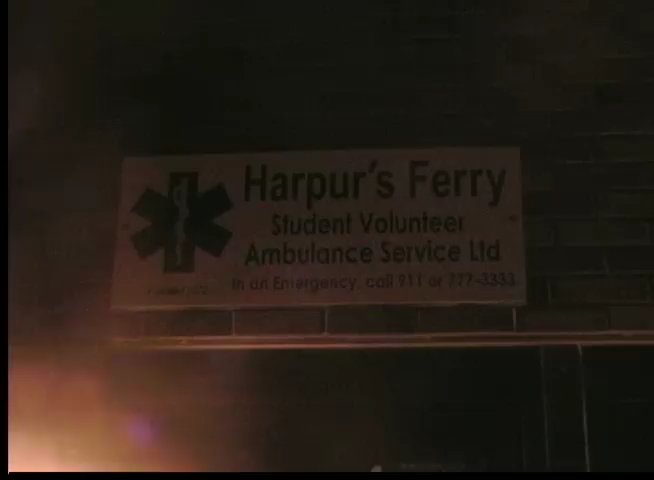 Harpur's Ferry
Student Volunteer
Ambulance Service Ltd
In an Emergency, call 911 or 777-3333